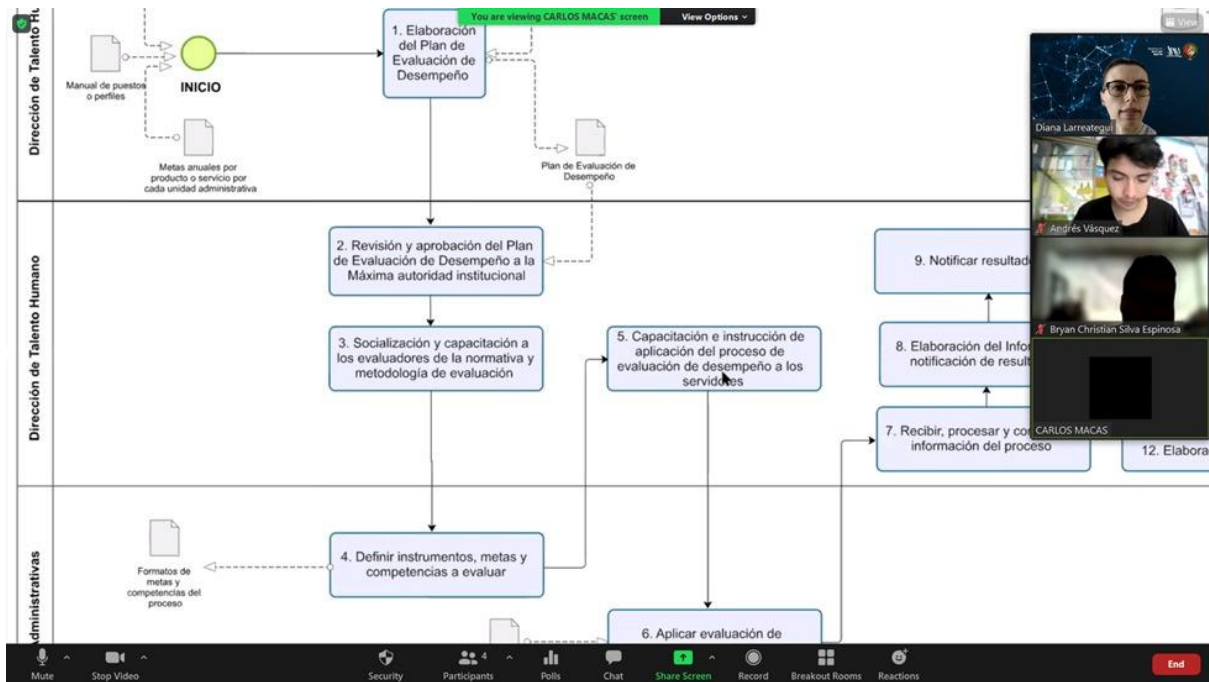 You are viewing CARLOS MACAS' screen
View Options
View
Dirección de Talento
Manual de puestos
o perfiles
INICIO
Metas anuales por
producto o servicio por
cada unidad administrativa
1. Elaboración
del Plan de
Evaluación de
Desempeño
Plan de Evaluación de
Desempeño
Dirección de Talento Humano
2. Revisión y aprobación del Plan
de Evaluación de Desempeño a la
Máxima autoridad institucional
3. Socialización y capacitación a
los evaluadores de la normativa y
metodología de evaluación
5. Capacitación e instrucción de
aplicación del proceso de
evaluación de desempeño a los
servidores
9. Notificar
8. Elaboración del
notificación de
7. Recibir, procesar y
información del proceso
12.
Administrativas
Formatos de
metas y
competencias del
proceso
4. Definir instrumentos, metas y
competencias a evaluar
6. Aplicar evaluación de
Diana Larreategui
Andrés Vásquez
Bryan Christian Silva Espinosa
CARLOS MACAS
Mute
Stop Video
Security
4
Participants
Polls
Chat
Share Screen
Record
Breakout Rooms
Reactions
End